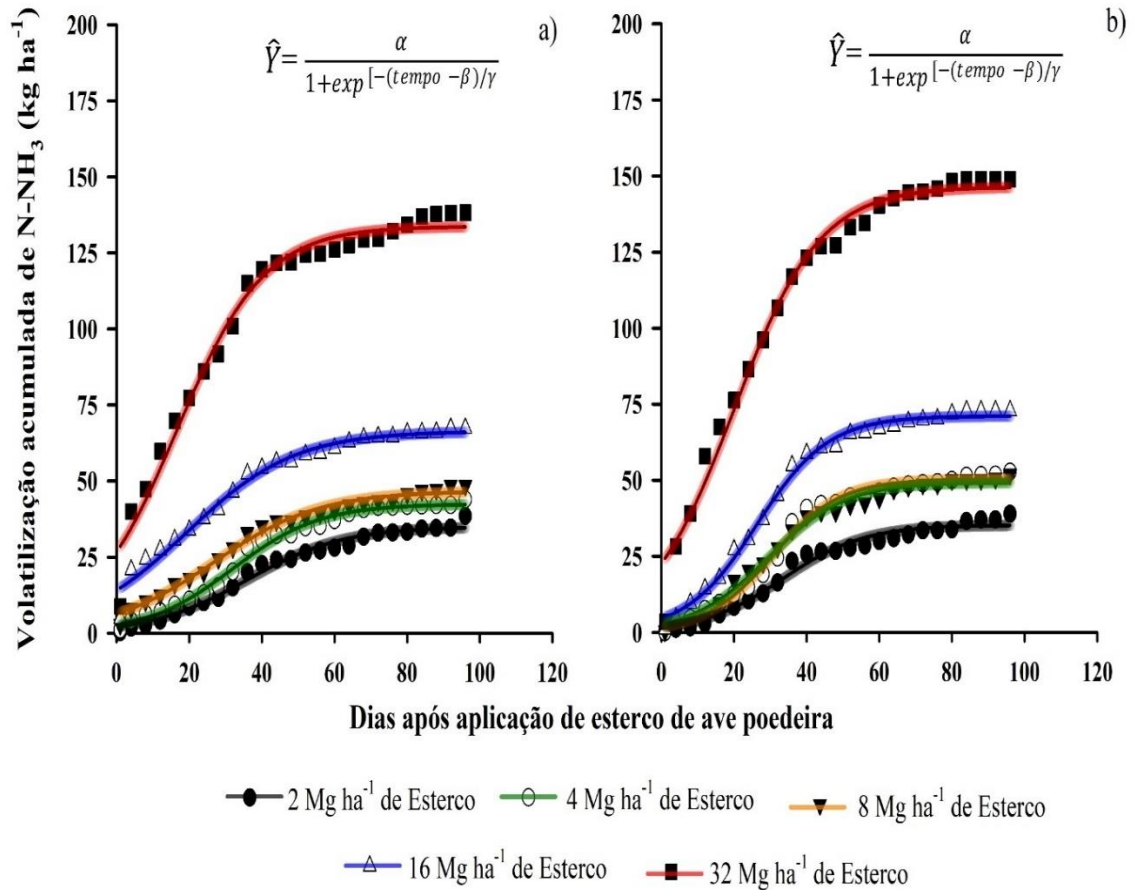 Volatilização acumulada de N-NH₃ (kg ha⁻¹)
200
175
150
125
100
75
50
25
0
a)
Ŷ= α / 1+exp [-(tempo -β)/γ
0 20 40 60 80 100 120
200
175
150
125
100
75
50
25
0
b)
Ŷ= α / 1+exp [-(tempo -β)/γ
0 20 40 60 80 100 120
Dias após aplicação de esterco de ave poedeira
2 Mg ha⁻¹ de Esterco
4 Mg ha⁻¹ de Esterco
8 Mg ha⁻¹ de Esterco
16 Mg ha⁻¹ de Esterco
32 Mg ha⁻¹ de Esterco